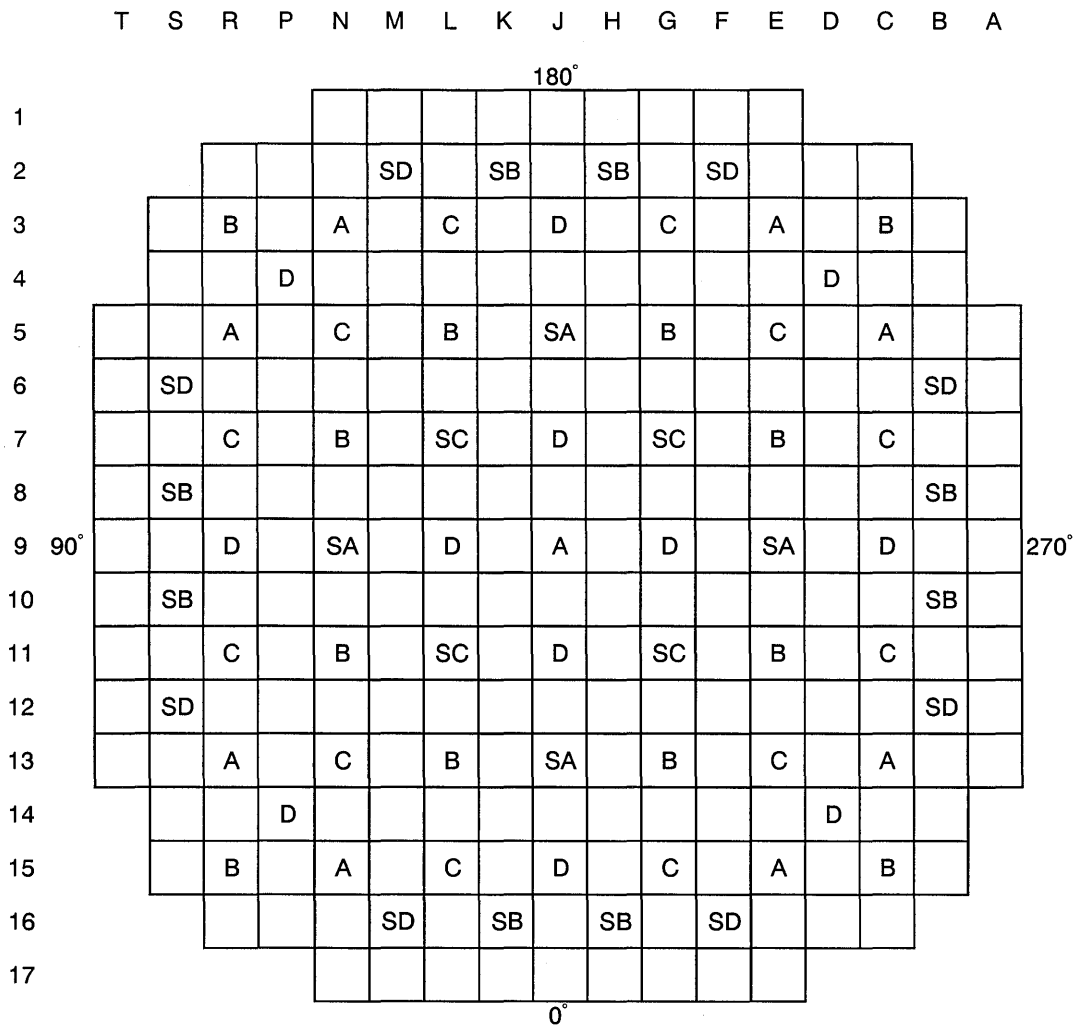 T S R P N M L K J H G F E D C B A
180°
1
2 SD SB SB SD
3 B A C D C A B
4 D D
5 A C B SA B C A
6 SD SD
7 C B SC D SC B C
8 SB SB
9 90° D SA D A D SA D 270°
10 SB SB
11 C B SC D SC B C
12 SD SD
13 A C B SA B C A
14 D D
15 B A C D C A B
16 SD SB SB SD
17
0°